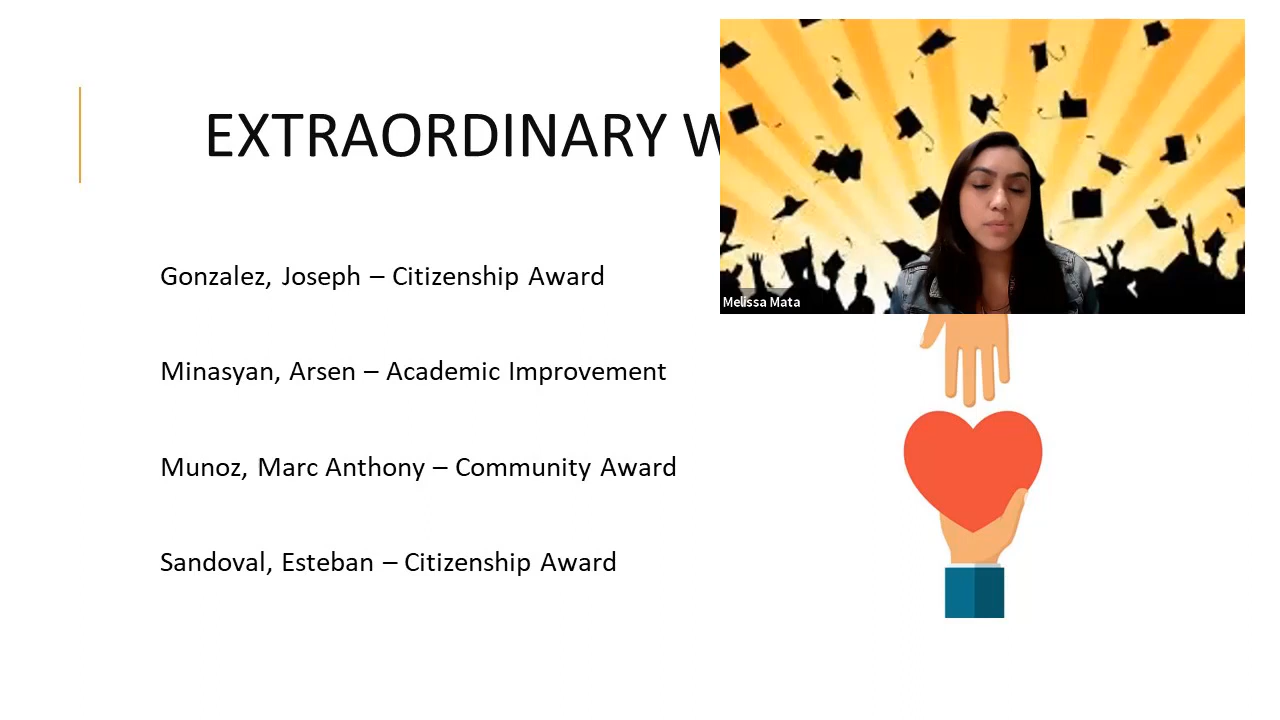 EXTRAORDINARY
Melissa Mata
Gonzalez, Joseph – Citizenship Award
Minasyan, Arsen – Academic Improvement
Munoz, Marc Anthony – Community Award
Sandoval, Esteban – Citizenship Award